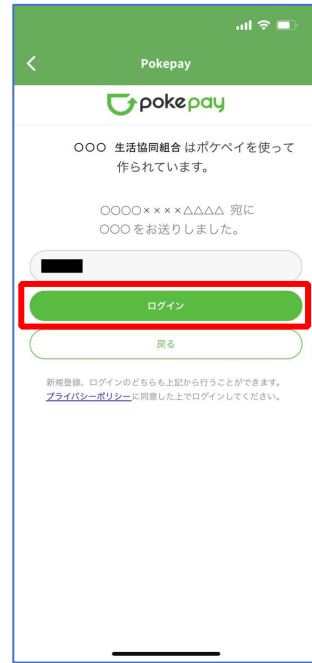 Pokepay
pokepay
〇〇〇 生活協同組合 はポケペイを使って
作られています。
〇〇〇〇××××△△△△ 宛に
〇〇〇 をお送りしました。
ログイン
戻る
新規登録、ログインのどちらも上記から行うことができます。
プライバシーポリシーに同意した上でログインしてください。